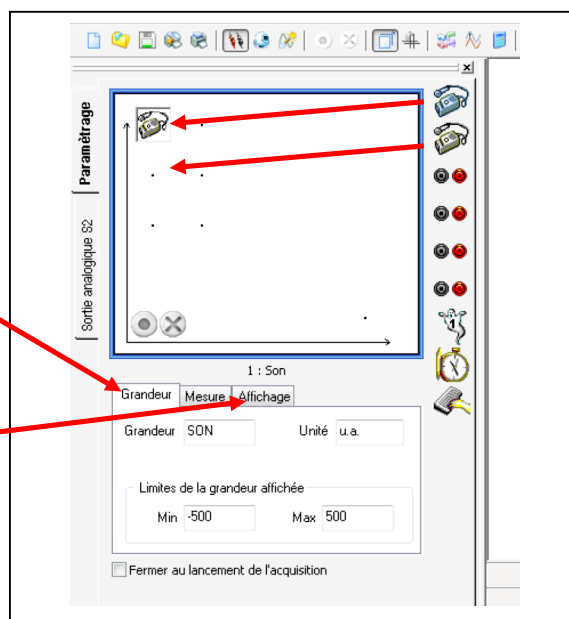 Paramètrage
Sortie analogique S2
1 : Son
Grandeur Mesure Affichage
Grandeur SON Unité u.a.
Limites de la grandeur affichée
Min -500 Max 500
Fermer au lancement de l'acquisition